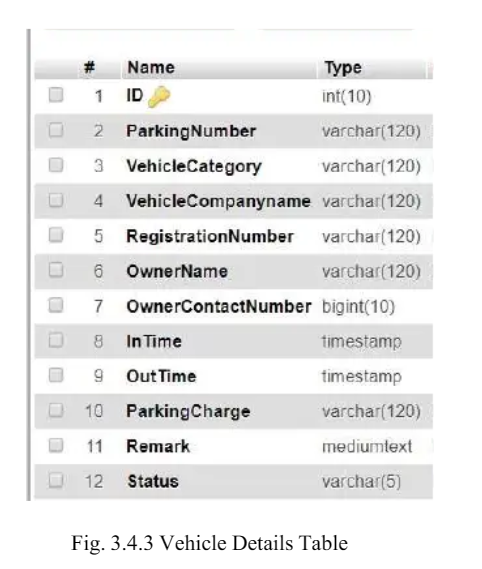 # Name Type
1 ID int(10)
2 ParkingNumber varchar(120)
3 VehicleCategory varchar(120)
4 VehicleCompanyname varchar(120)
5 RegistrationNumber varchar(120)
6 OwnerName varchar(120)
7 OwnerContactNumber bigint(10)
8 InTime timestamp
9 OutTime timestamp
10 ParkingCharge varchar(120)
11 Remark mediumtext
12 Status varchar(5)
Fig. 3.4.3 Vehicle Details Table